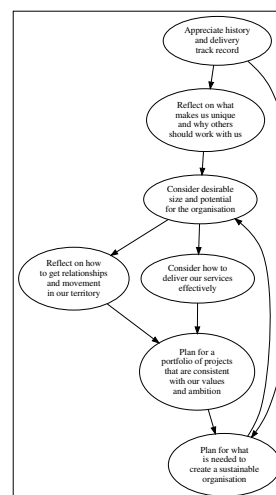 Appreciate history
and delivery
track record
Reflect on what
makes us unique
and why others
should work with us
Consider desirable
size and potential
for the organisation
Reflect on how
to get relationships
and movement
in our territory
Consider how to
deliver our services
effectively
Plan for a
portfolio of projects
that are consistent
with our values
and ambition
Plan for what
is needed to
create a sustainable
organisation